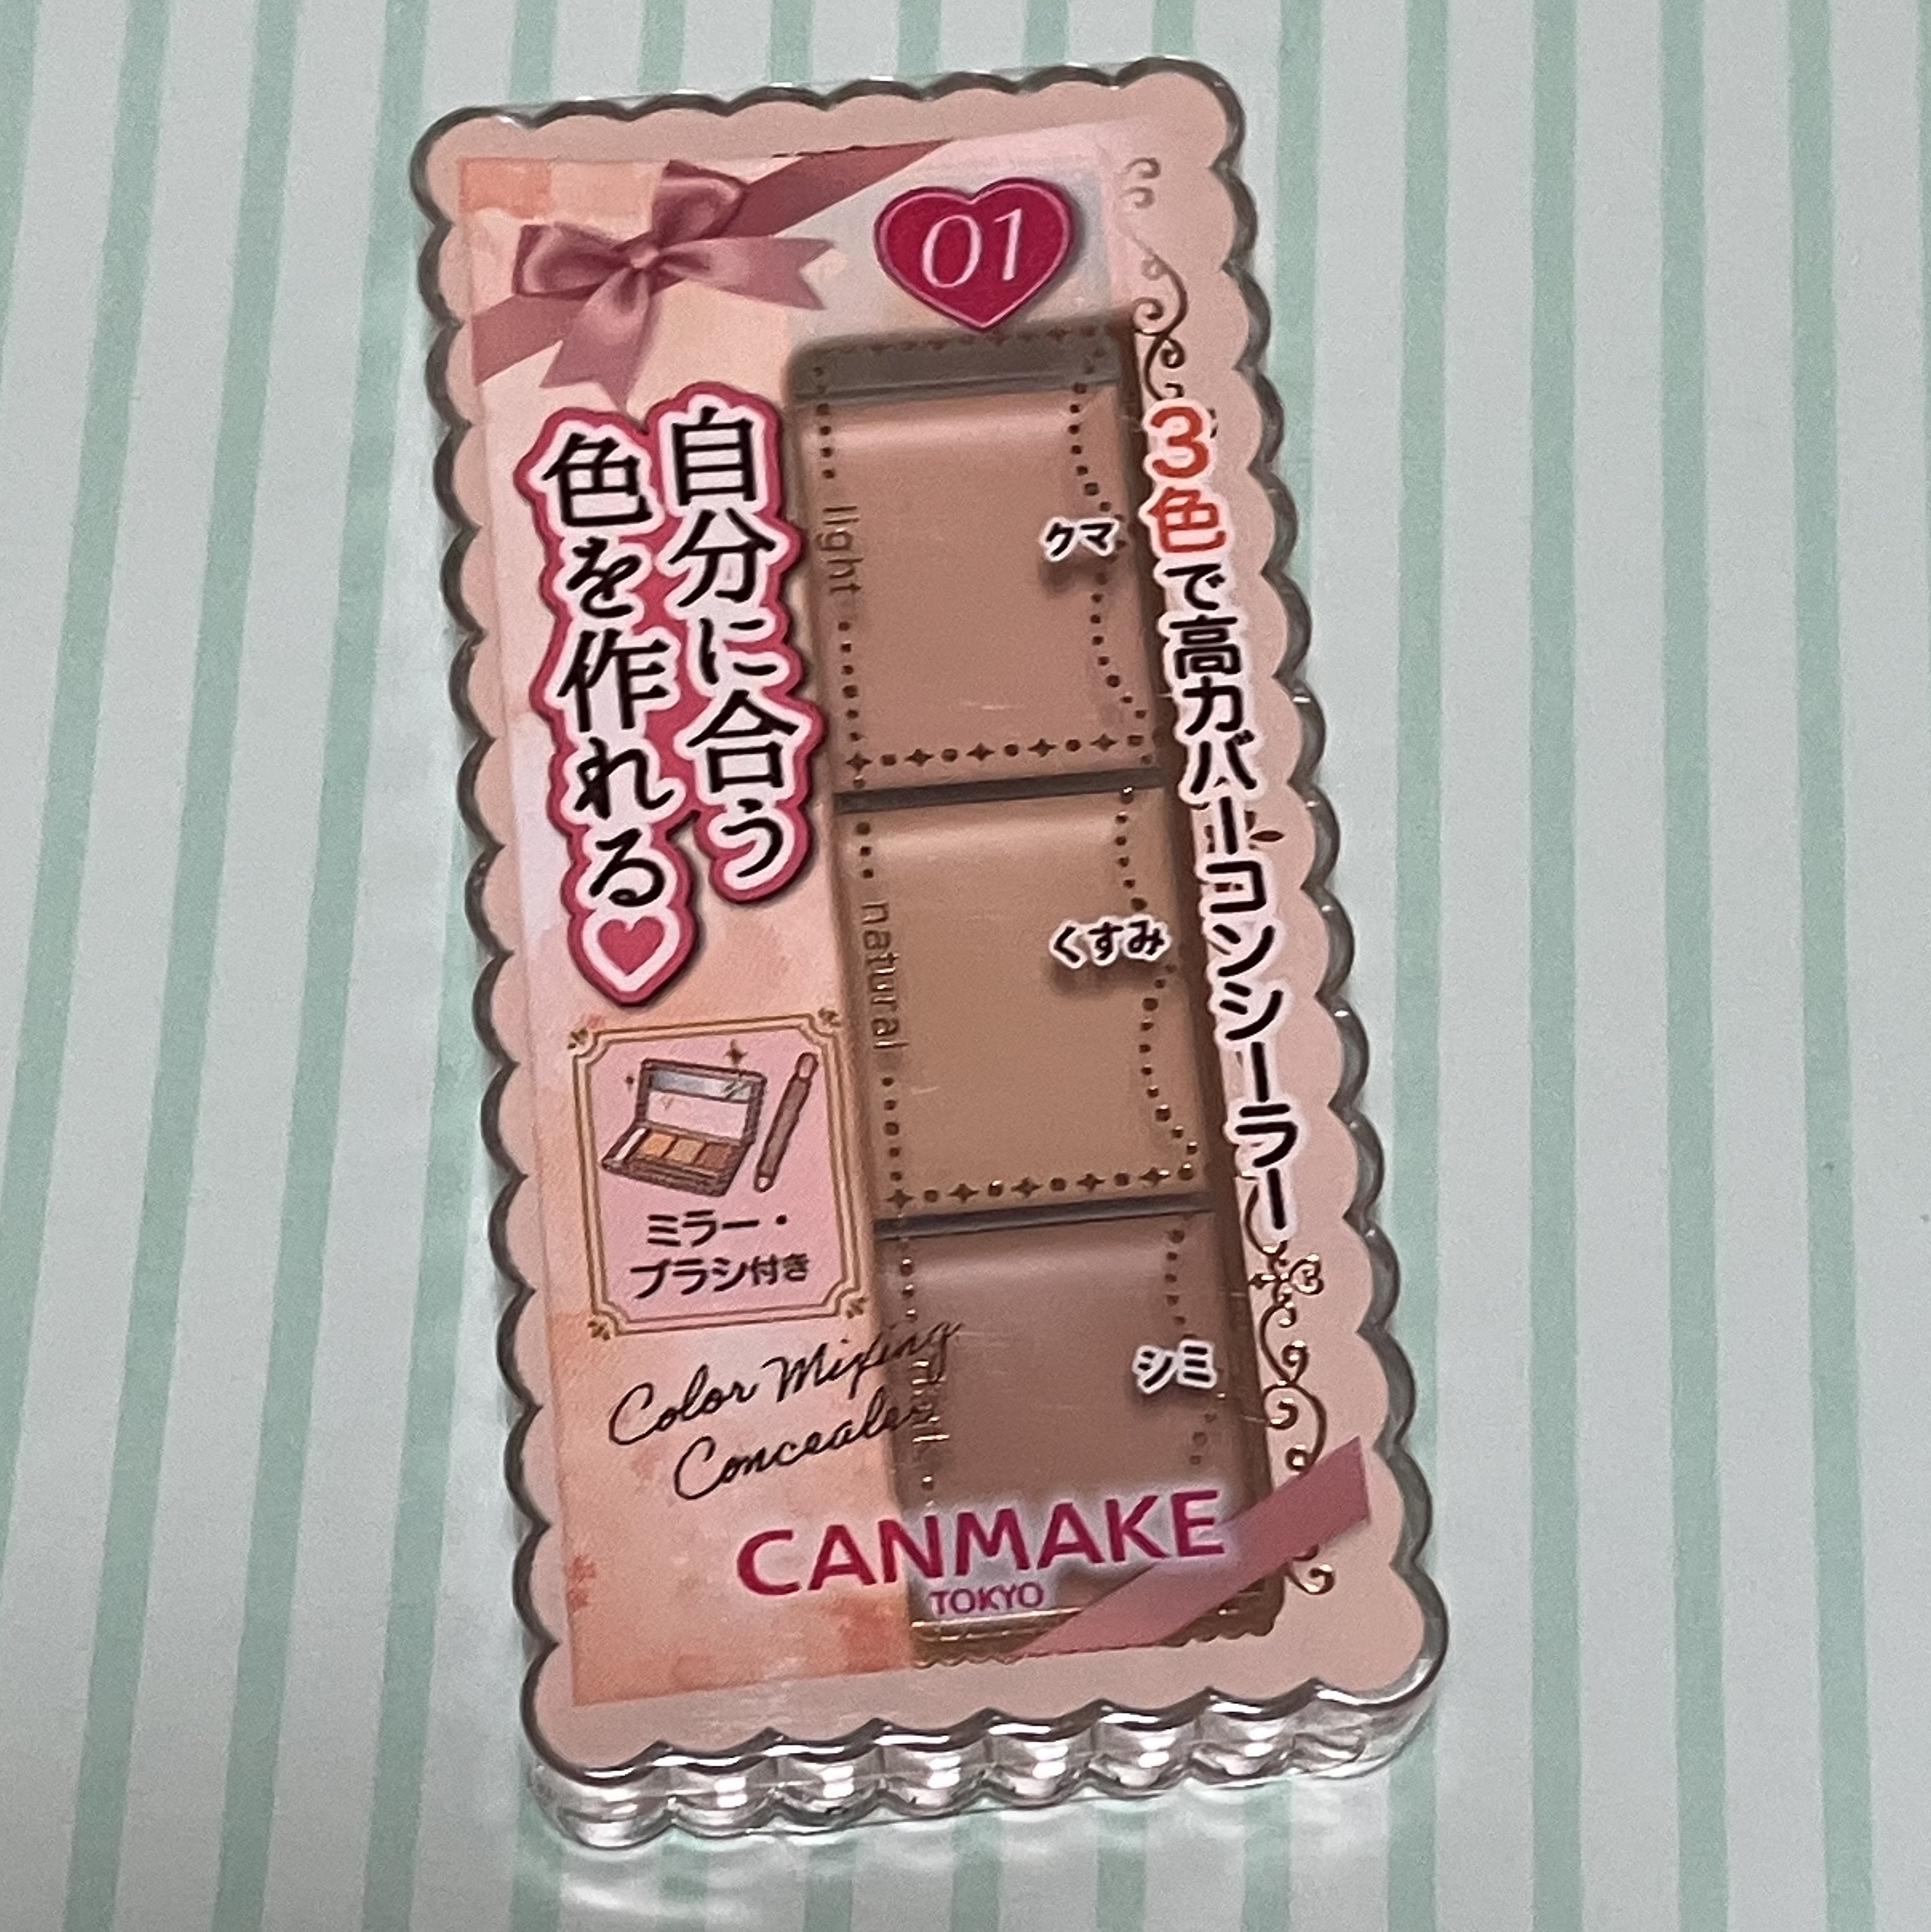 01
自分に合う
色を作れる♥
3色で高カバーコンシーラー
light
クマ
natural
くすみ
シミ
ミラー・
ブラシ付き
Color Mixing
Concealer
CANMAKE
TOKYO